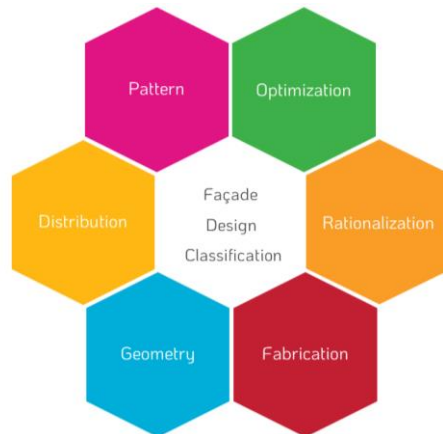 Pattern
Optimization
Distribution
Façade
Design
Classification
Rationalization
Geometry
Fabrication